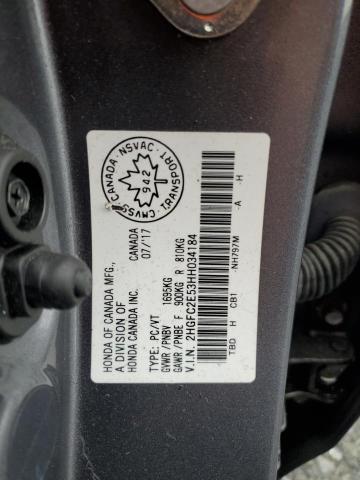 HONDA OF CANADA MFG., CANADA
A DIVISION OF 07/'17
HONDA CANADA INC.
TYPE: PC/VT
GVWR /PNBV 1695KG
GAWR /PNBE F 900KG R 810KG
V.I.N. 2HGFC2E53HH034184
TBD H CB1 NH797M -A H
CANADA · NSVAC · TRANSPORT · CMVSS
942